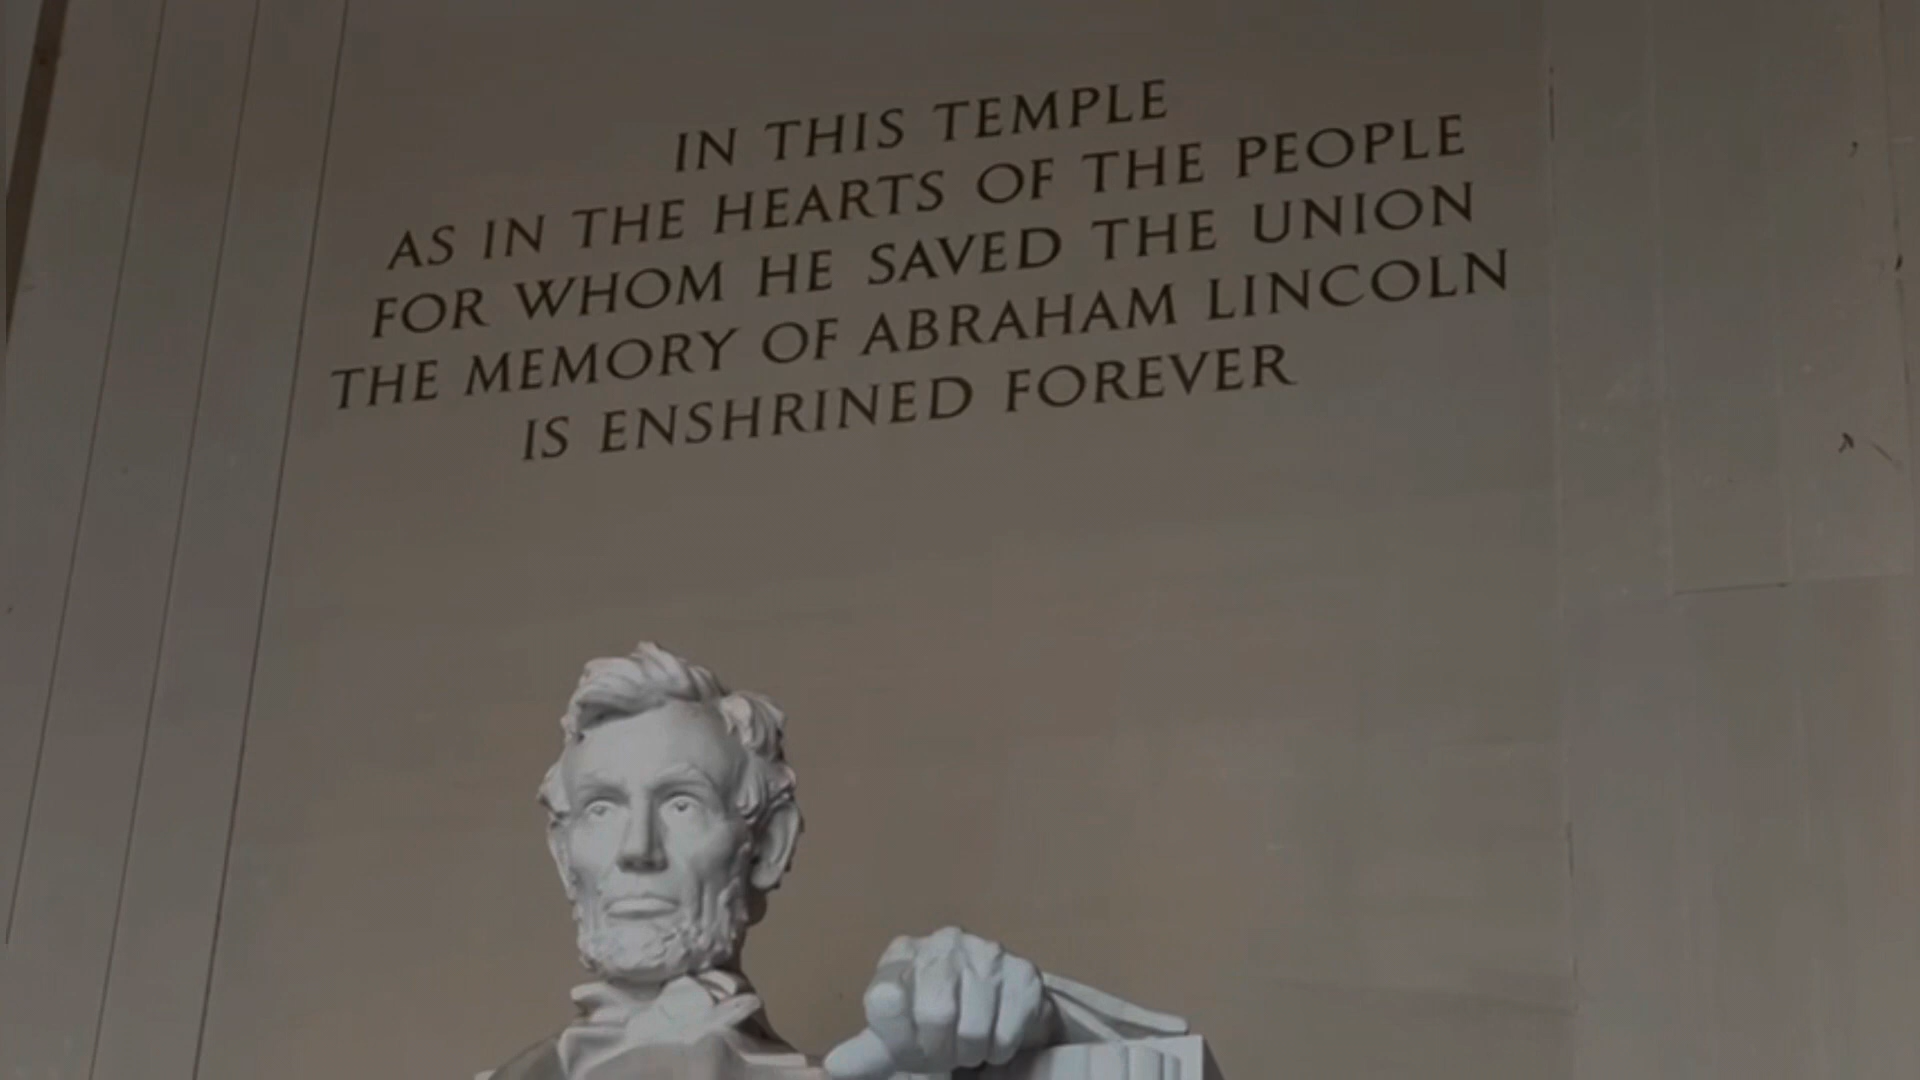 IN THIS TEMPLE
AS IN THE HEARTS OF THE PEOPLE
FOR WHOM HE SAVED THE UNION
THE MEMORY OF ABRAHAM LINCOLN
IS ENSHRINED FOREVER